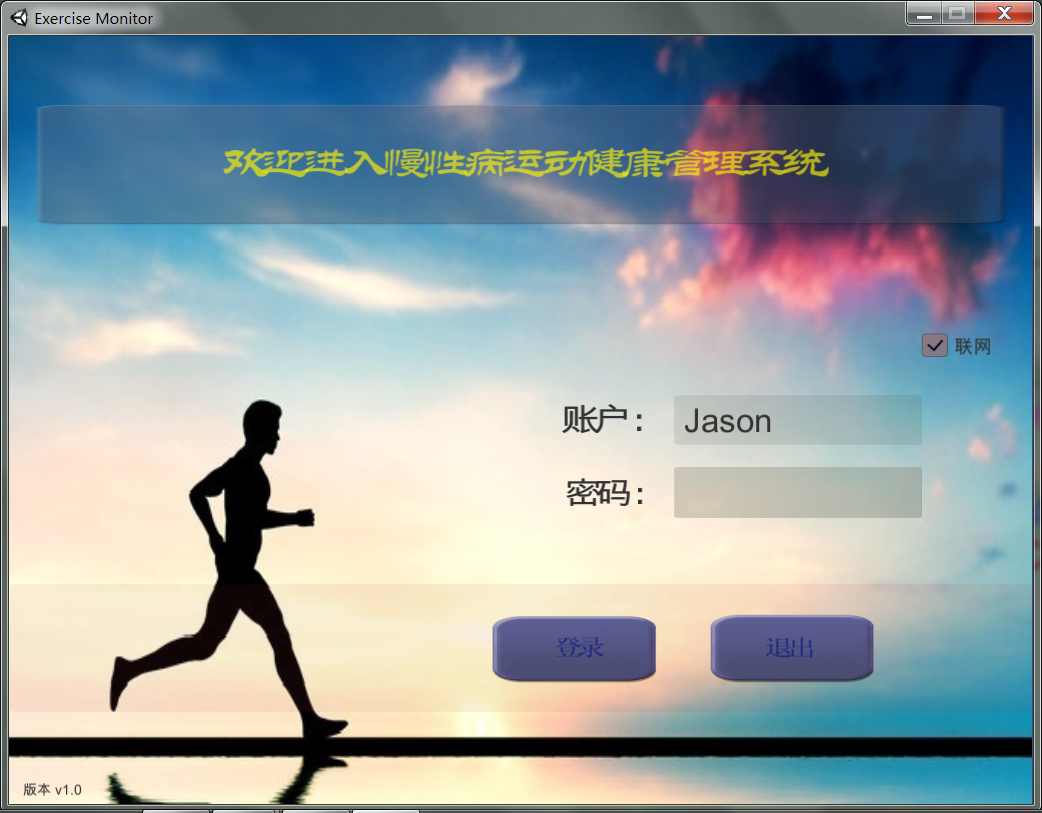 Exercise Monitor
欢迎进入慢性病运动健康管理系统
联网
账户： Jason
密码：
登录 退出
版本 v1.0